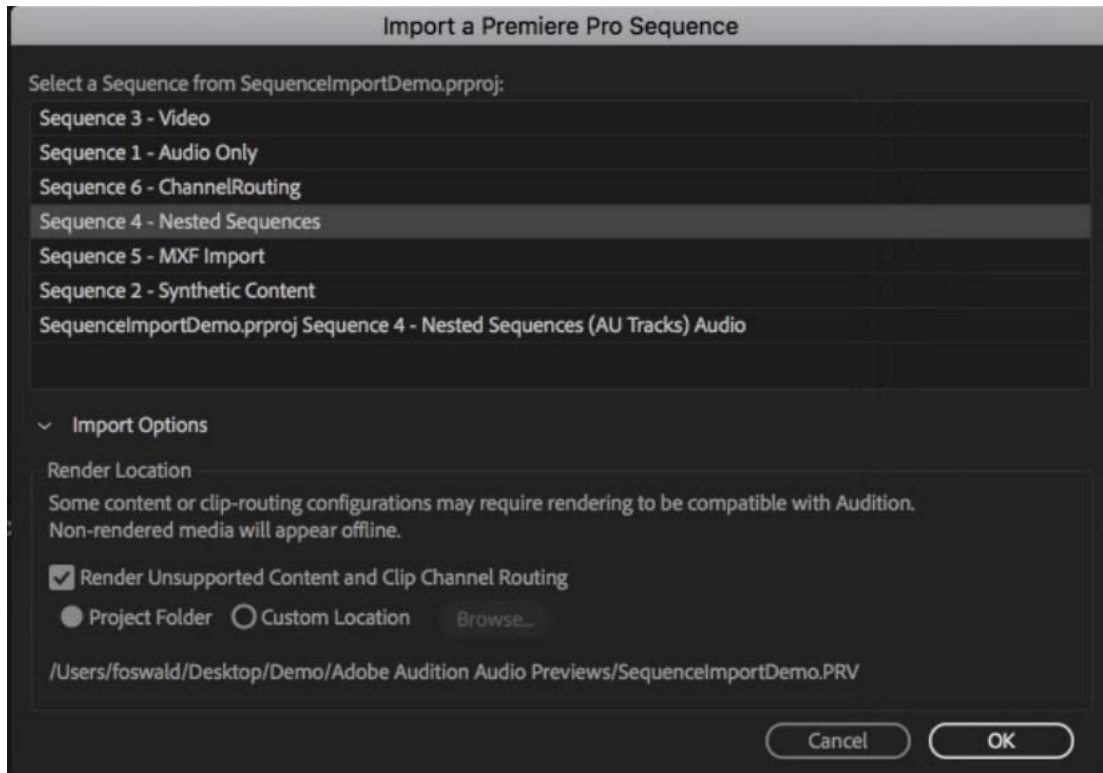 Import a Premiere Pro Sequence
Select a Sequence from SequenceImportDemo.prproj:
Sequence 3 - Video
Sequence 1 - Audio Only
Sequence 6 - ChannelRouting
Sequence 4 - Nested Sequences
Sequence 5 - MXF Import
Sequence 2 - Synthetic Content
SequenceImportDemo.prproj Sequence 4 - Nested Sequences (AU Tracks) Audio
Import Options
Render Location
Some content or clip-routing configurations may require rendering to be compatible with Audition.
Non-rendered media will appear offline.
Render Unsupported Content and Clip Channel Routing
Project Folder Custom Location Browse...
/Users/foswald/Desktop/Demo/Adobe Audition Audio Previews/SequenceImportDemo.PRV
Cancel OK